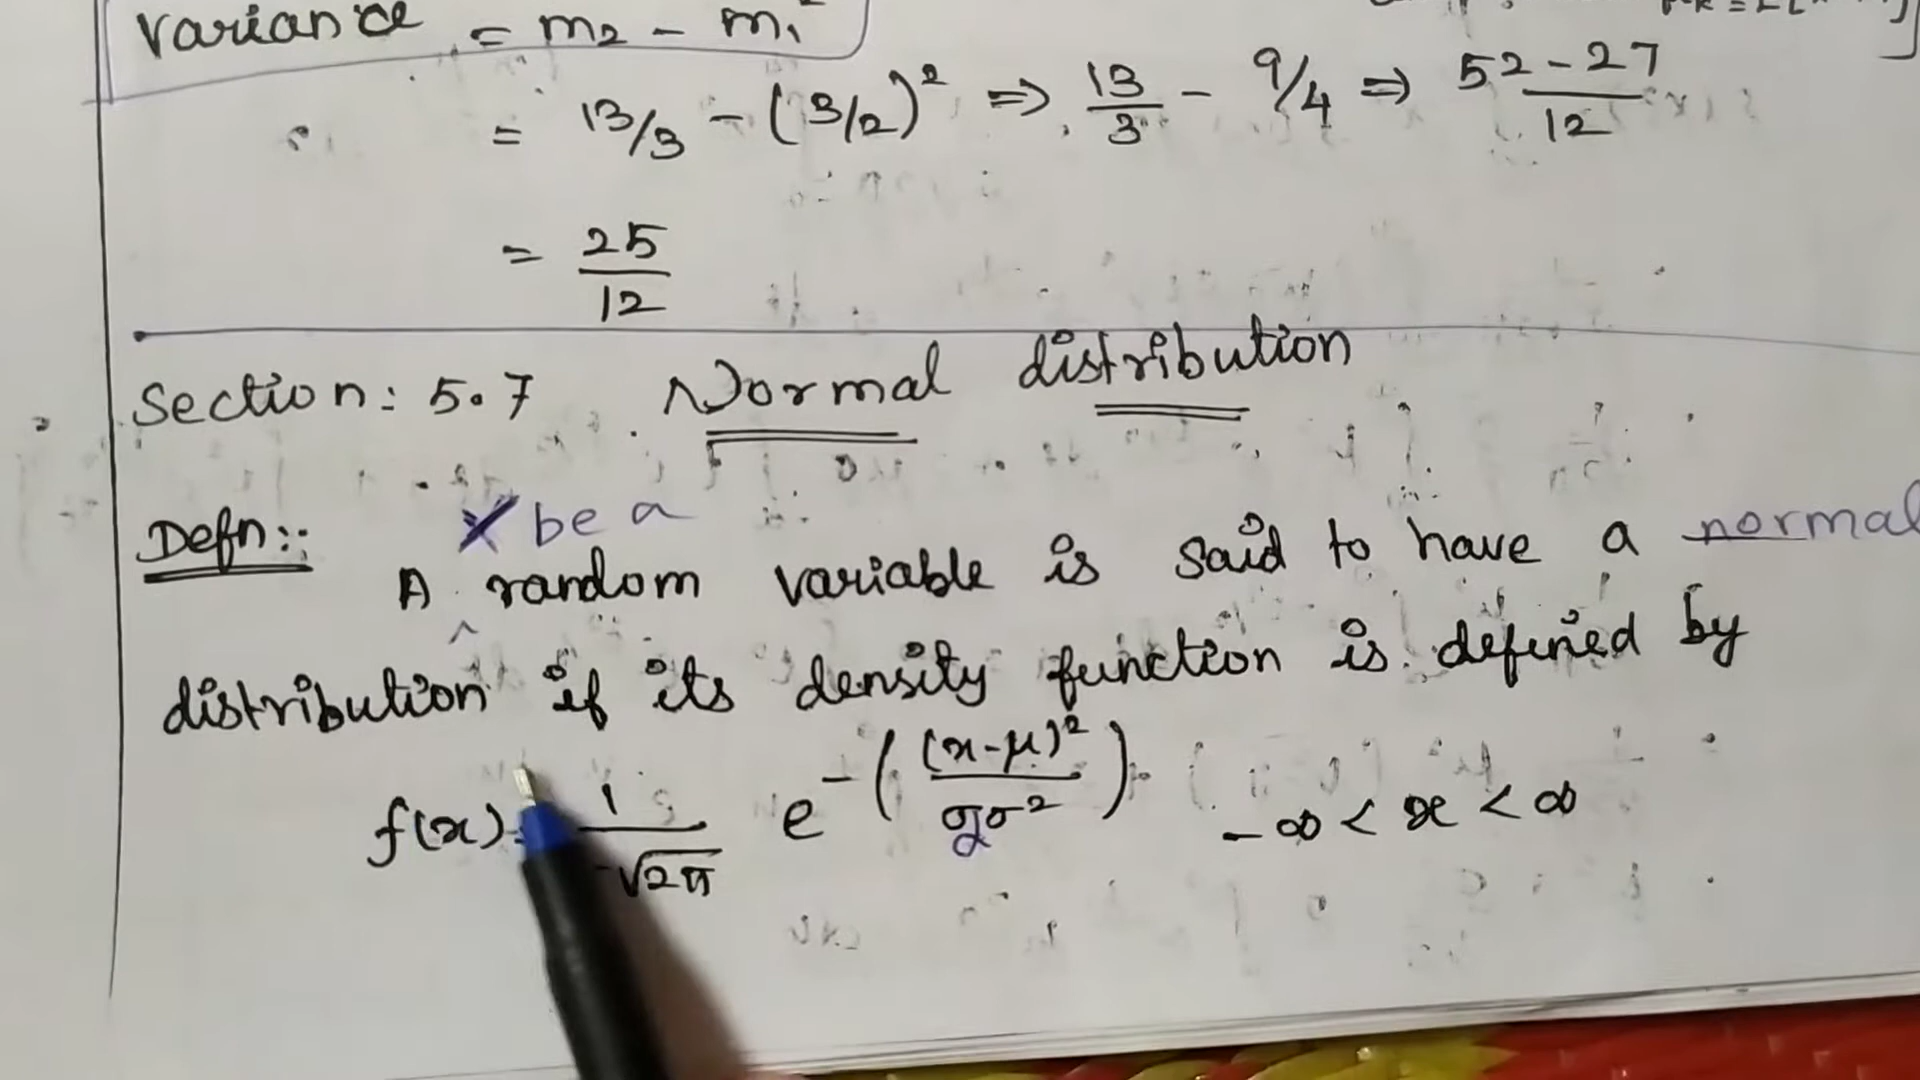 Variance = m₂ - m₁²
= 13/3 - (3/2)² ⇒ 13/3 - 9/4 ⇒ (52-27)/12
= 25/12
Section: 5.7 Normal distribution
X be a
Defn:- A random variable is said to have a normal
distribution if its density function is defined by
f(x) = 1/√2π e^-((x-μ)²/2σ²) -∞ < x < ∞